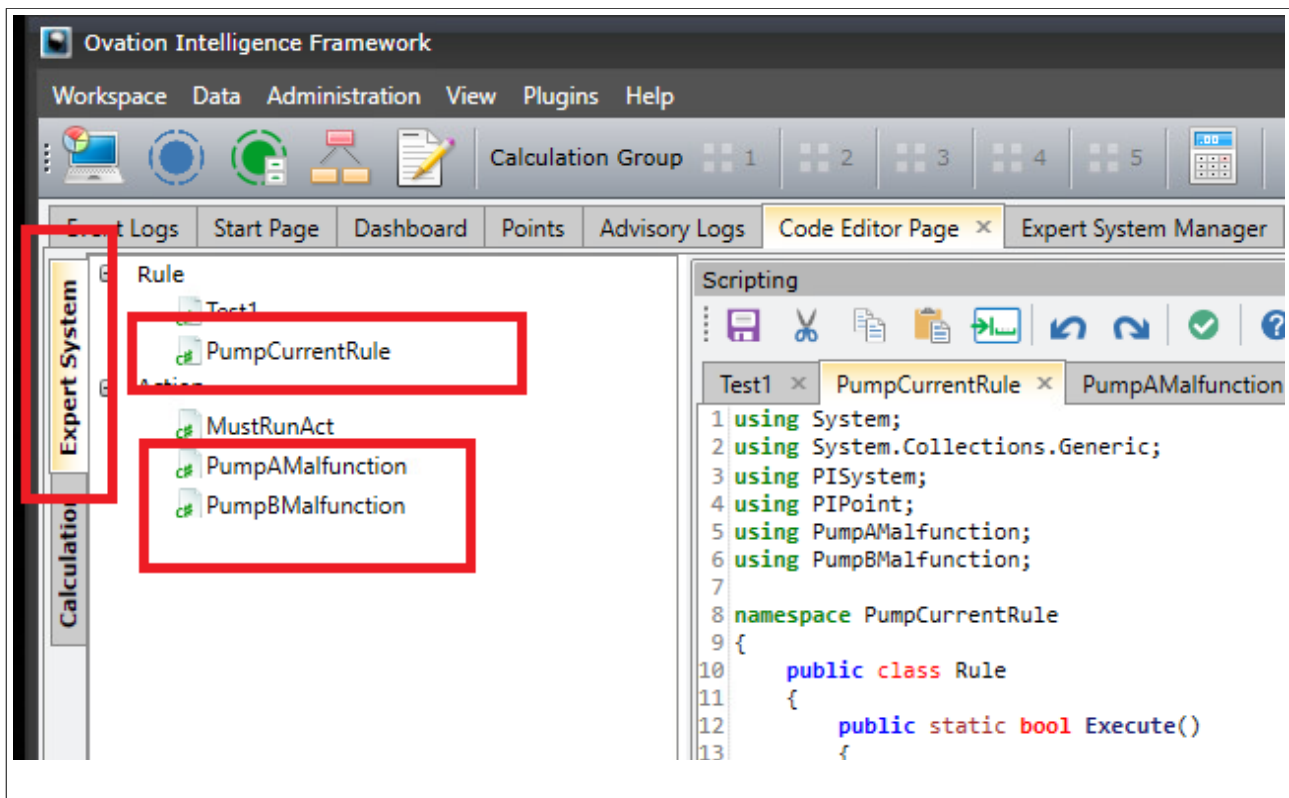 Ovation Intelligence Framework
Workspace Data Administration View Plugins Help
Calculation Group 1 2 3 4 5
Event Logs Start Page Dashboard Points Advisory Logs Code Editor Page × Expert System Manager
Expert System
Calculation
Rule
Test1
PumpCurrentRule
Action
MustRunAct
PumpAMalfunction
PumpBMalfunction
Scripting
Test1 × PumpCurrentRule × PumpAMalfunction
1 using System;
2 using System.Collections.Generic;
3 using PISystem;
4 using PIPoint;
5 using PumpAMalfunction;
6 using PumpBMalfunction;
7
8 namespace PumpCurrentRule
9 {
10 public class Rule
11 {
12 public static bool Execute()
13 {